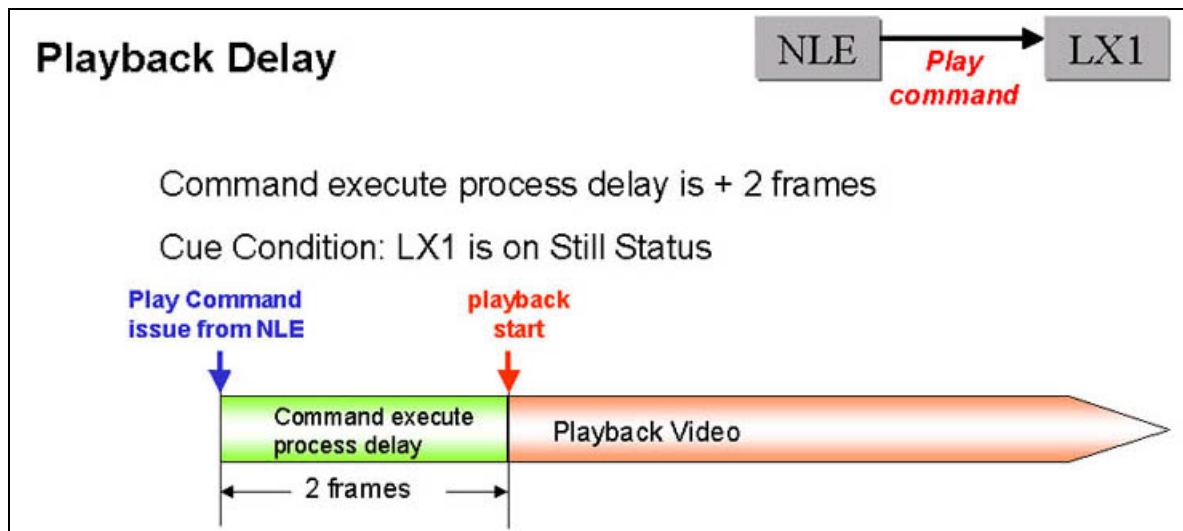 Playback Delay
NLE
Play
command
LX1
Command execute process delay is + 2 frames
Cue Condition: LX1 is on Still Status
Play Command
issue from NLE
playback
start
Command execute
process delay
Playback Video
2 frames